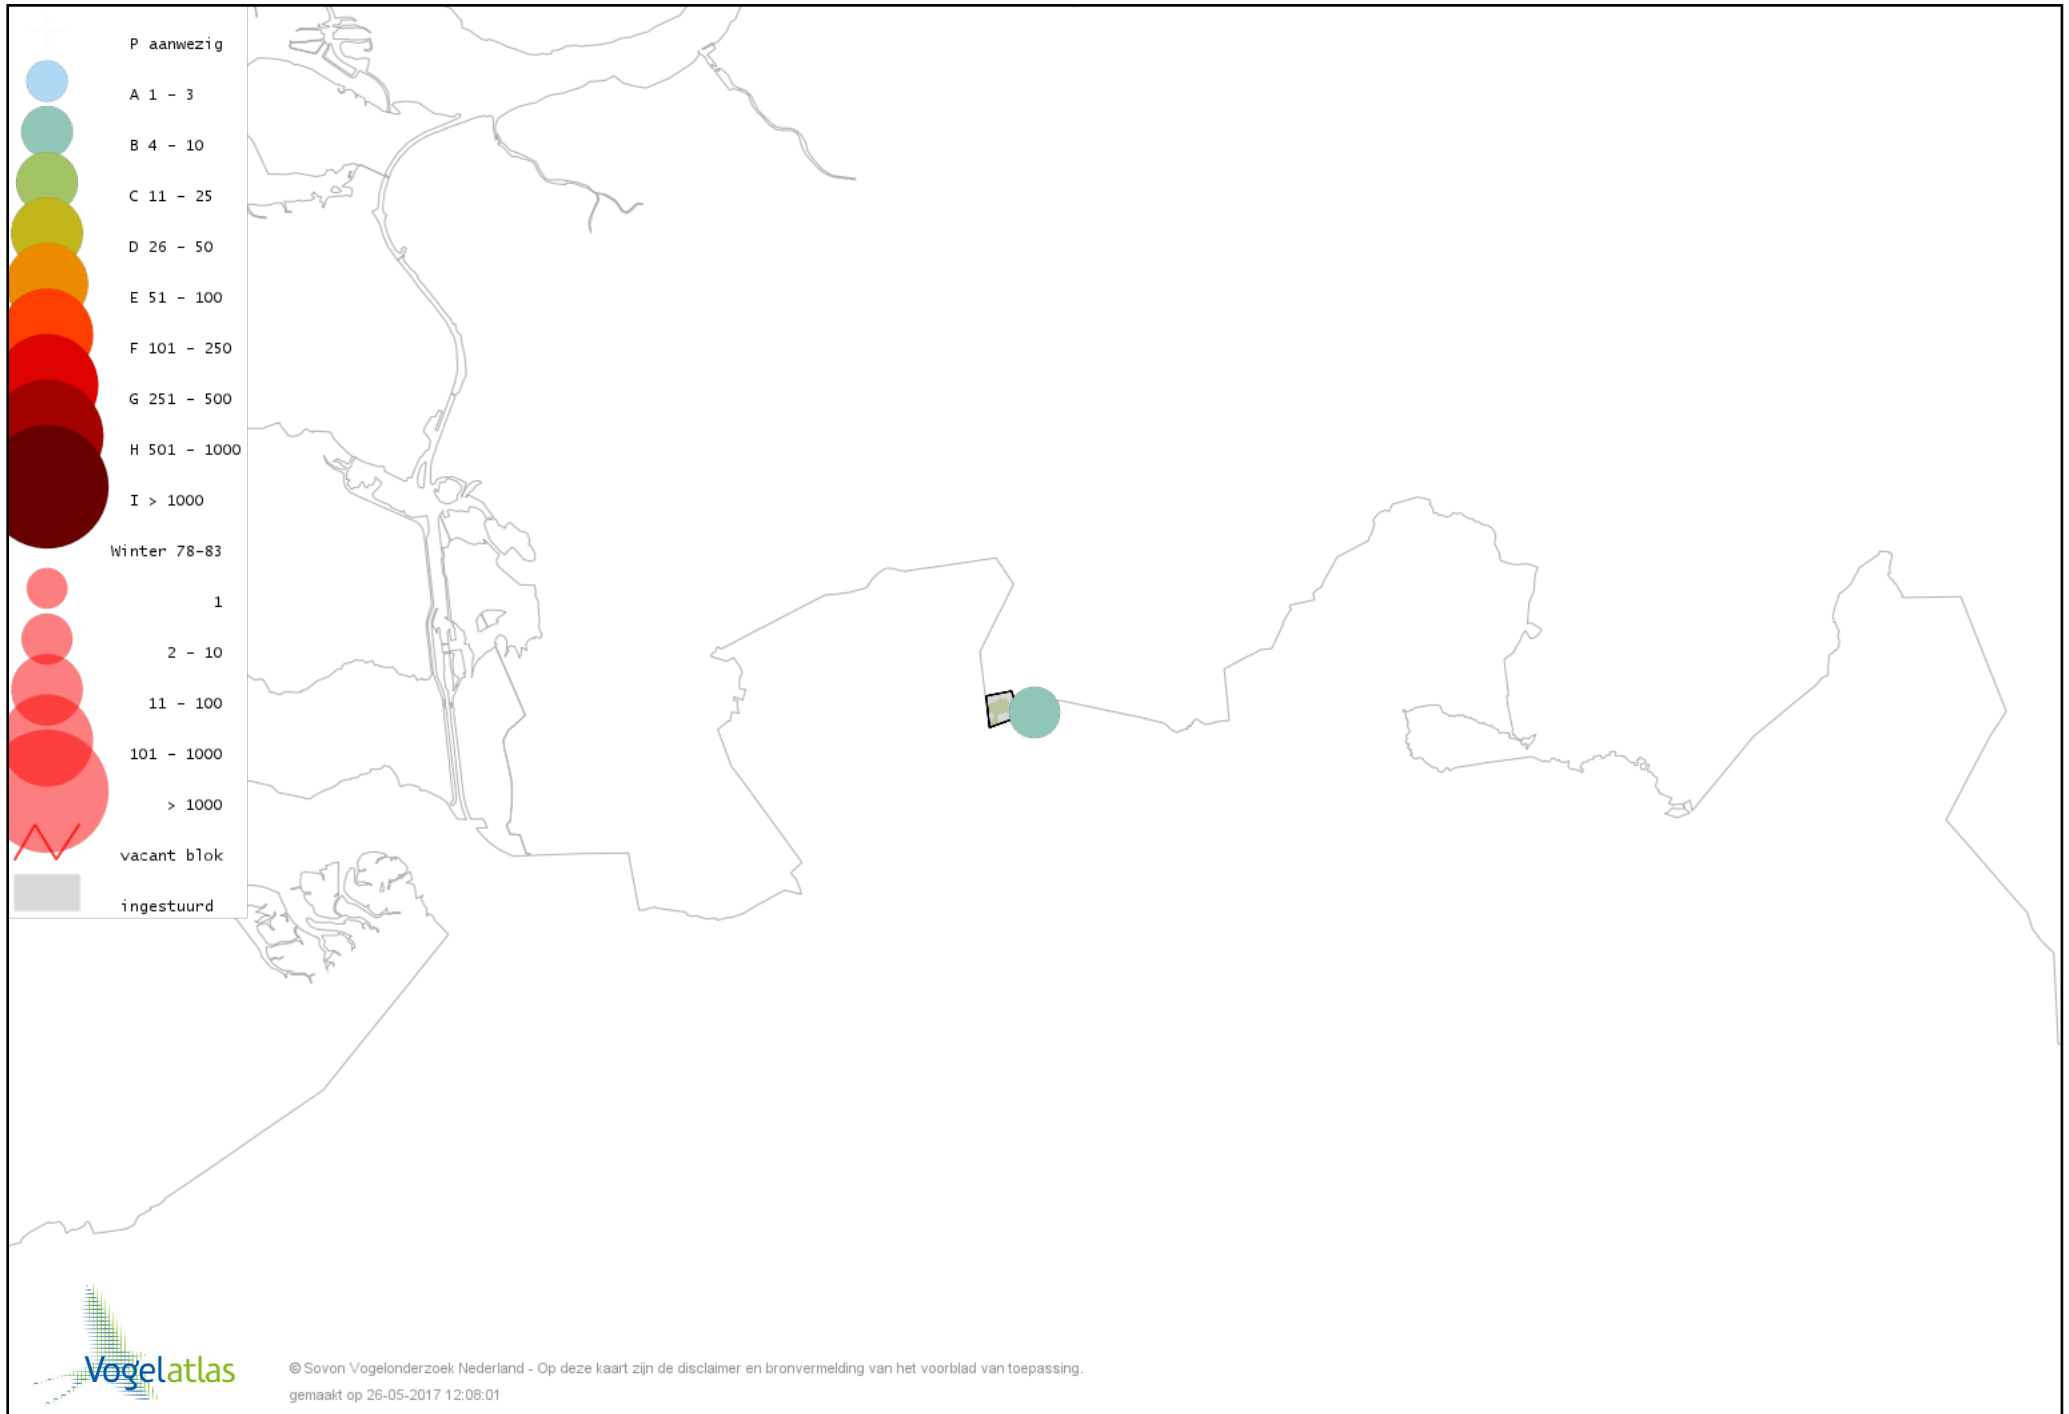 P aanwezig
A 1 - 3
B 4 - 10
C 11 - 25
D 26 - 50
E 51 - 100
F 101 - 250
G 251 - 500
H 501 - 1000
I > 1000
Winter 78-83
1
2 - 10
11 - 100
101 - 1000
> 1000
vacant blok
ingestuurd
Vogelatlas
© Sovon Vogelonderzoek Nederland - Op deze kaart zijn de disclaimer en bronvermelding van het voorblad van toepassing.
gemaakt op 26-05-2017 12:08:01